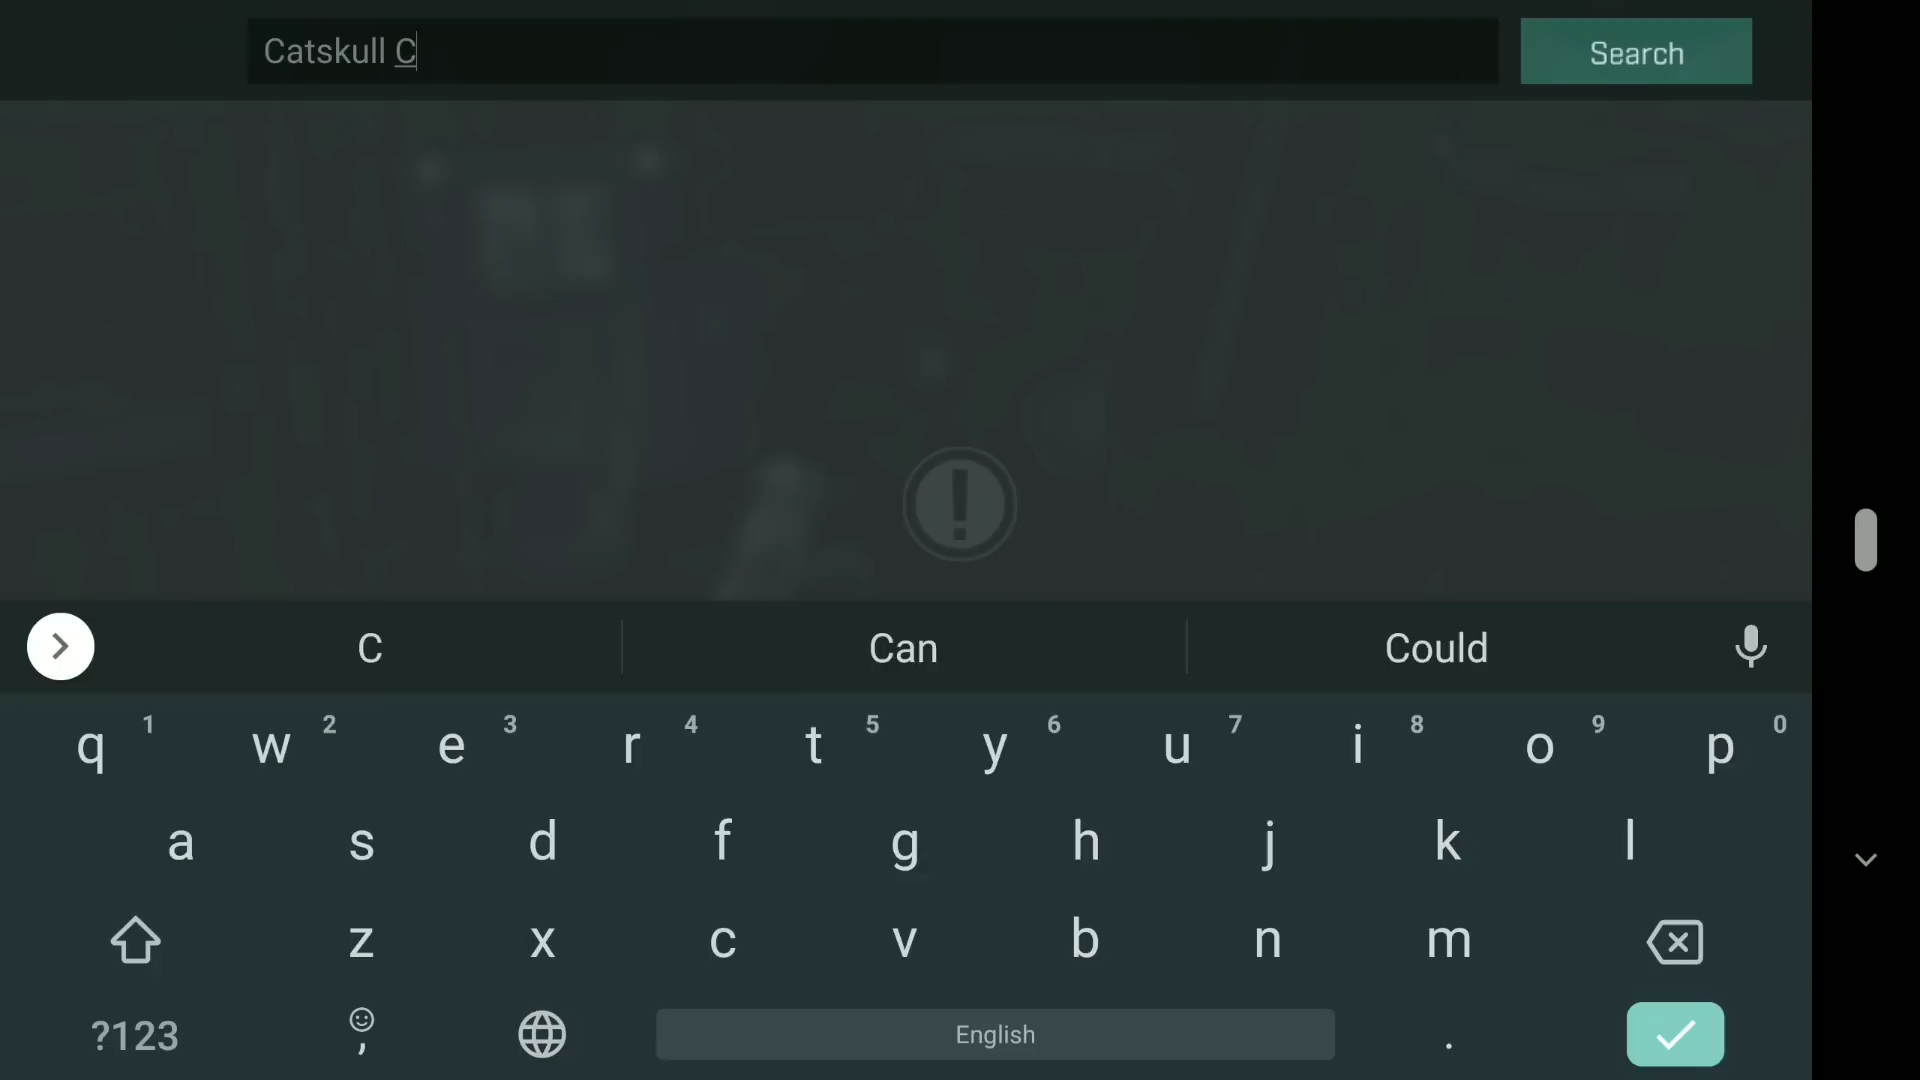 Catskull C
Search
!
C Can Could
q 1 w 2 e 3 r 4 t 5 y 6 u 7 i 8 o 9 p 0
a s d f g h j k l
z x c v b n m
?123 , English .